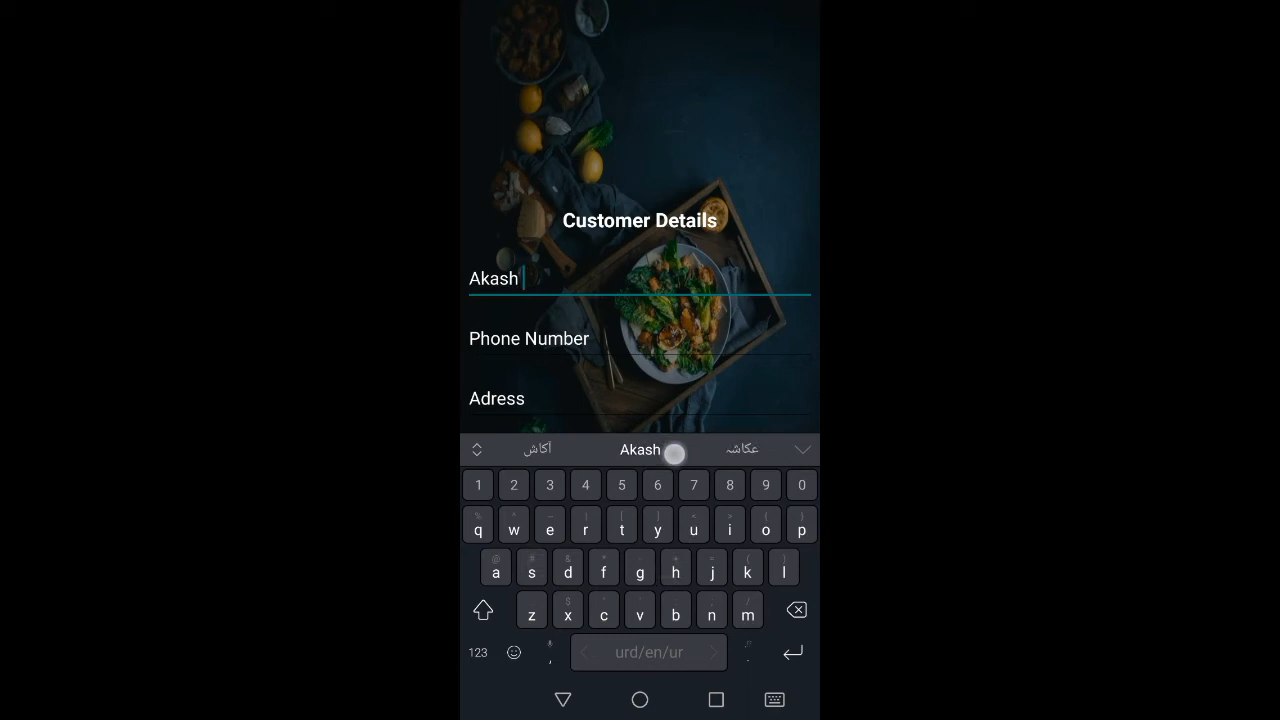 Customer Details
Akash
Phone Number
Adress
آکاش Akash عکاشہ
1 2 3 4 5 6 7 8 9 0
q w e r t y u i o p
a s d f g h j k l
z x c v b n m
123 , urd/en/ur .